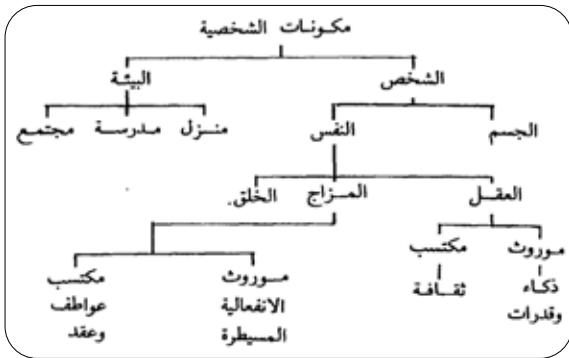 مكونات الشخصية
الشخص البيئة
الجسم النفس منزل مدرسة مجتمع
العقل المزاج الخلق.
موروث مكتسب
ذكاء ثقافة
وقدرات
موروث مكتسب
الانفعالية عواطف
المسيطرة وعقد